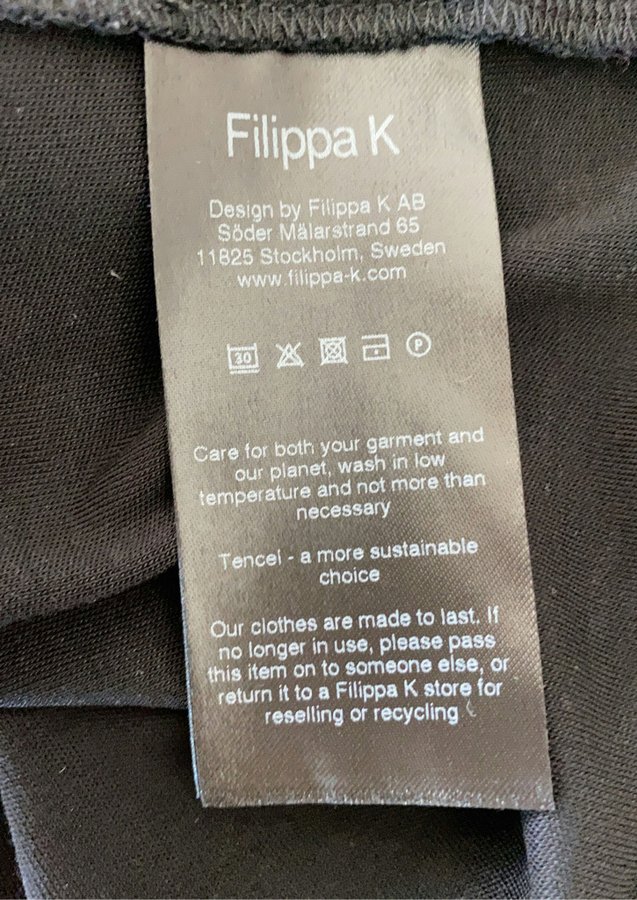 Filippa K
Design by Filippa K AB
Söder Mälarstrand 65
11825 Stockholm, Sweden
www.filippa-k.com
30 P
Care for both your garment and
our planet, wash in low
temperature and not more than
necessary
Tencel - a more sustainable
choice
Our clothes are made to last. If
no longer in use, please pass
this item on to someone else, or
return it to a Filippa K store for
reselling or recycling